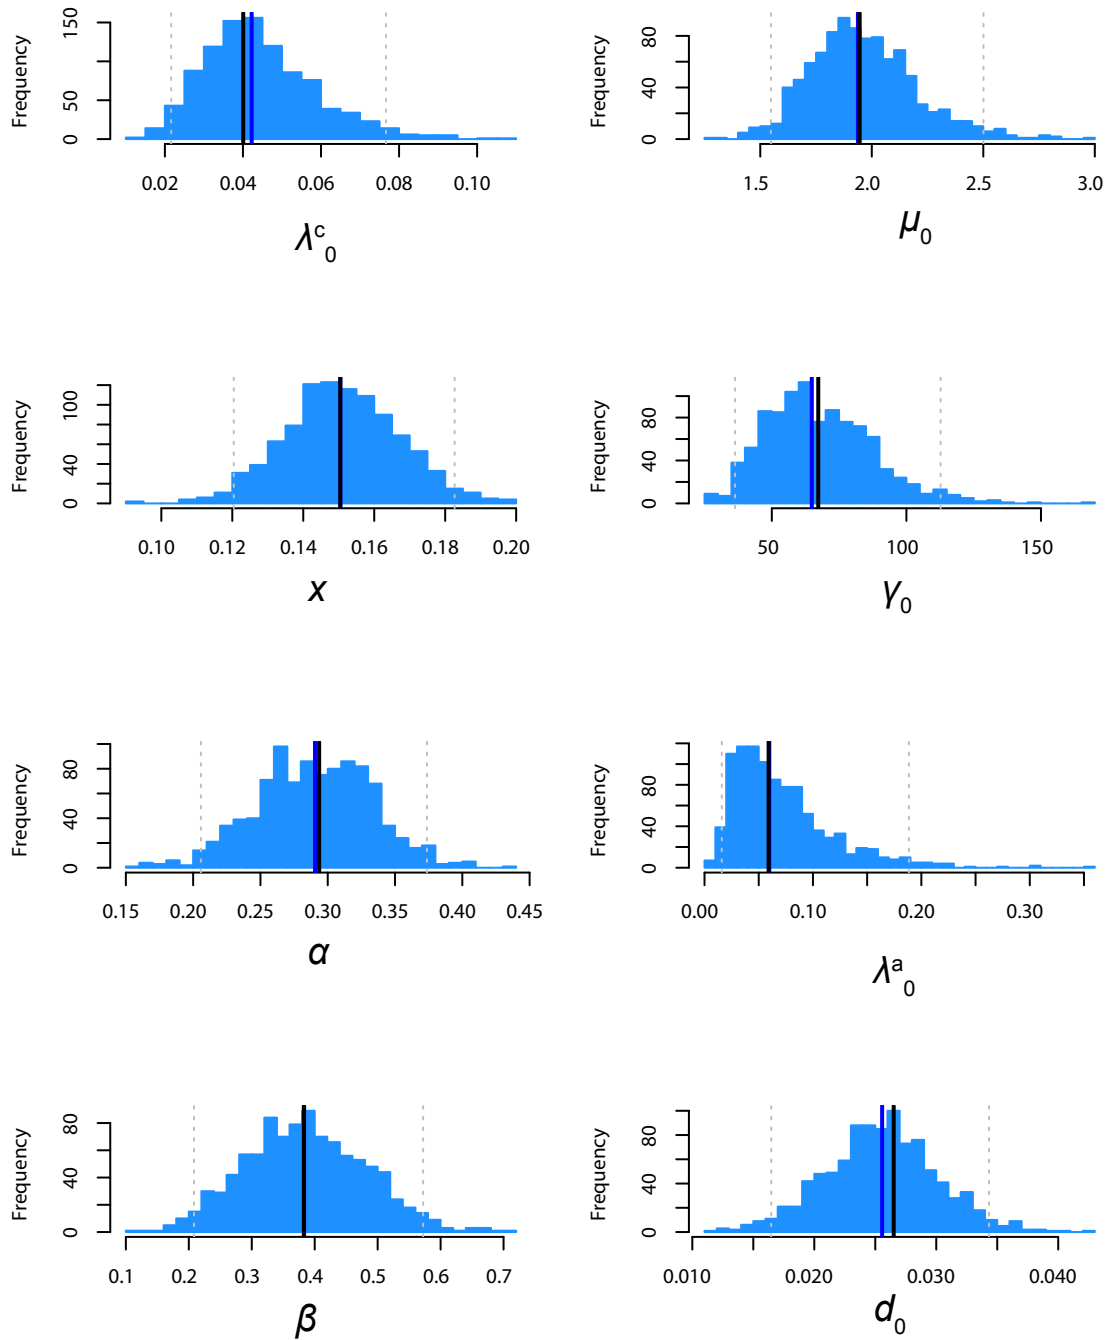 Frequency
0 50 150
0.02 0.04 0.06 0.08 0.10
λᶜ₀
Frequency
0 40 80
1.5 2.0 2.5 3.0
μ₀
Frequency
0 40 100
0.10 0.12 0.14 0.16 0.18 0.20
x
Frequency
0 40 80
50 100 150
γ₀
Frequency
0 40 80
0.15 0.20 0.25 0.30 0.35 0.40 0.45
α
Frequency
0 40 80
0.00 0.10 0.20 0.30
λᵃ₀
Frequency
0 40 80
0.1 0.2 0.3 0.4 0.5 0.6 0.7
β
Frequency
0 40 80
0.010 0.020 0.030 0.040
d₀